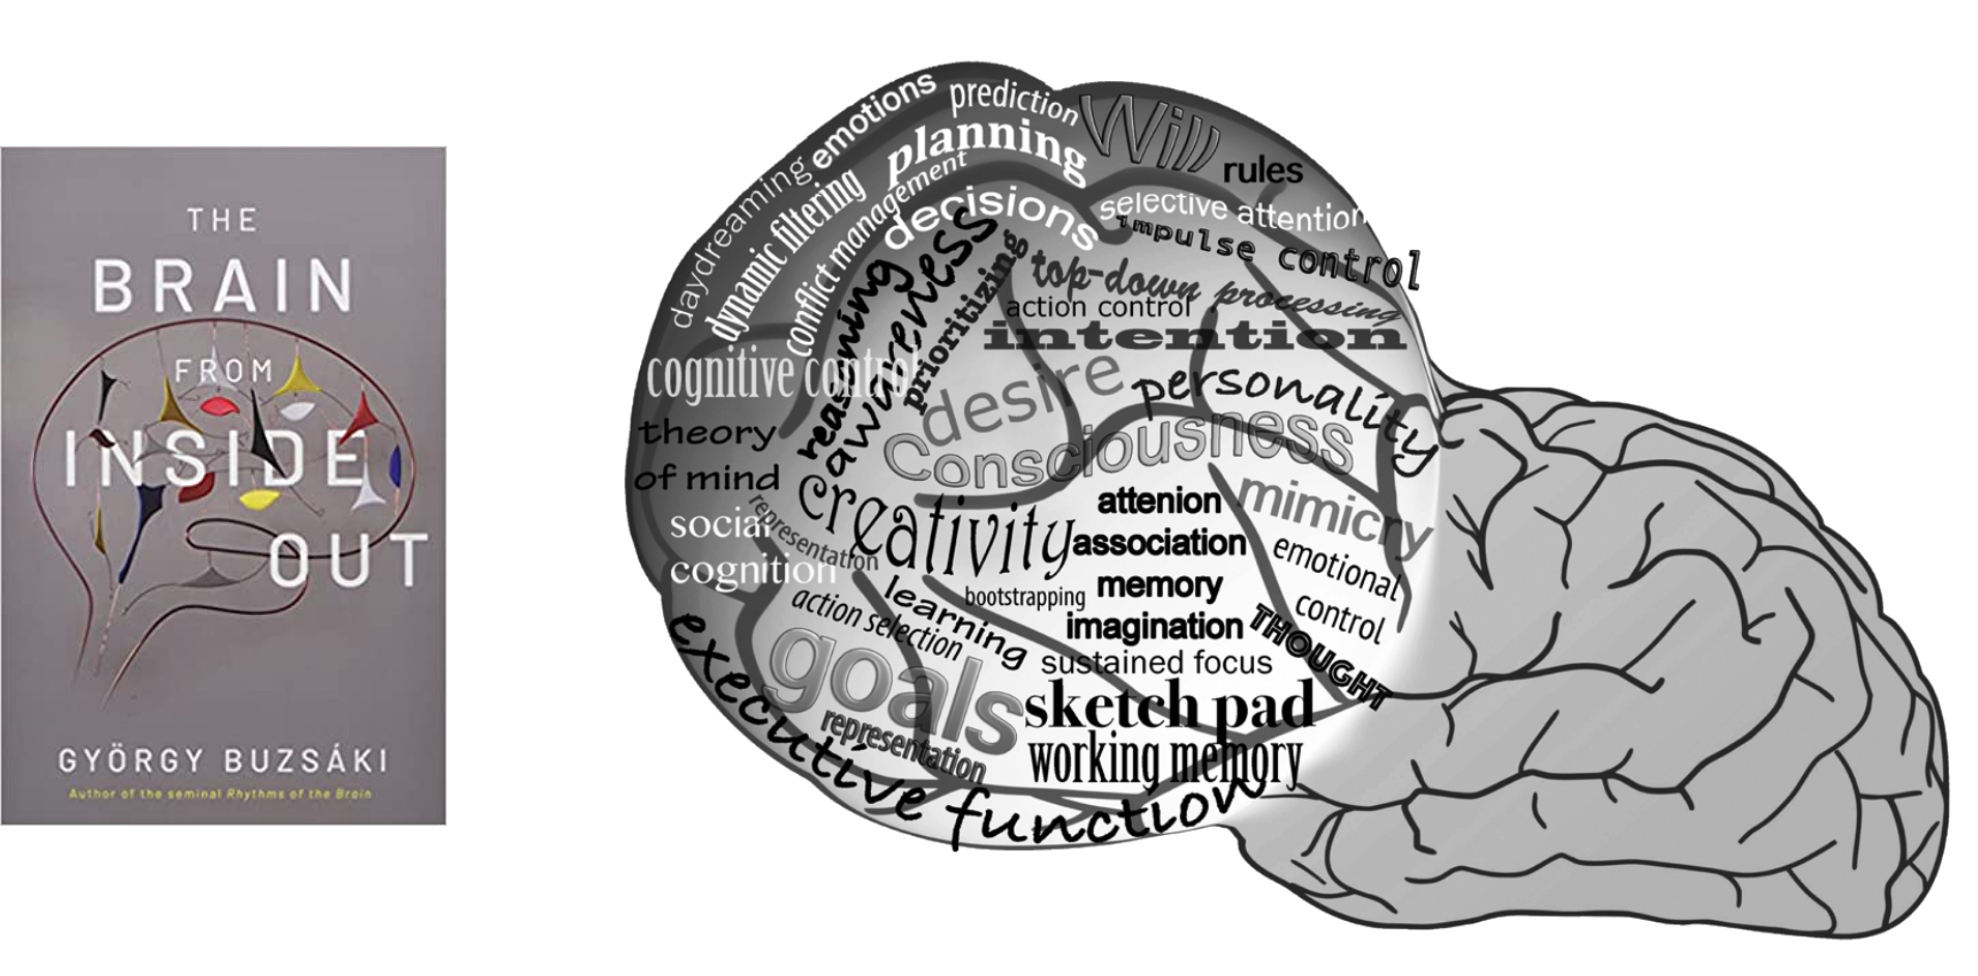 THE
BRAIN
FROM
INSIDE
OUT
GYÖRGY BUZSÁKI
Author of the seminal Rhythms of the Brain
emotions
prediction
Will
rules
planning
daydreaming
dynamic filtering
conflict management
decisions
selective attention
impulse control
reasoning
awareness
prioritizing
top-down processing
action control
intention
cognitive control
desire
personality
theory
of mind
Consciousness
creativity
attenion
mimicry
social
cognition
representation
association
emotional
control
memory
bootstrapping
learning
action selection
imagination
THOUGHT
sustained focus
goals
sketch pad
representation
working memory
executive function